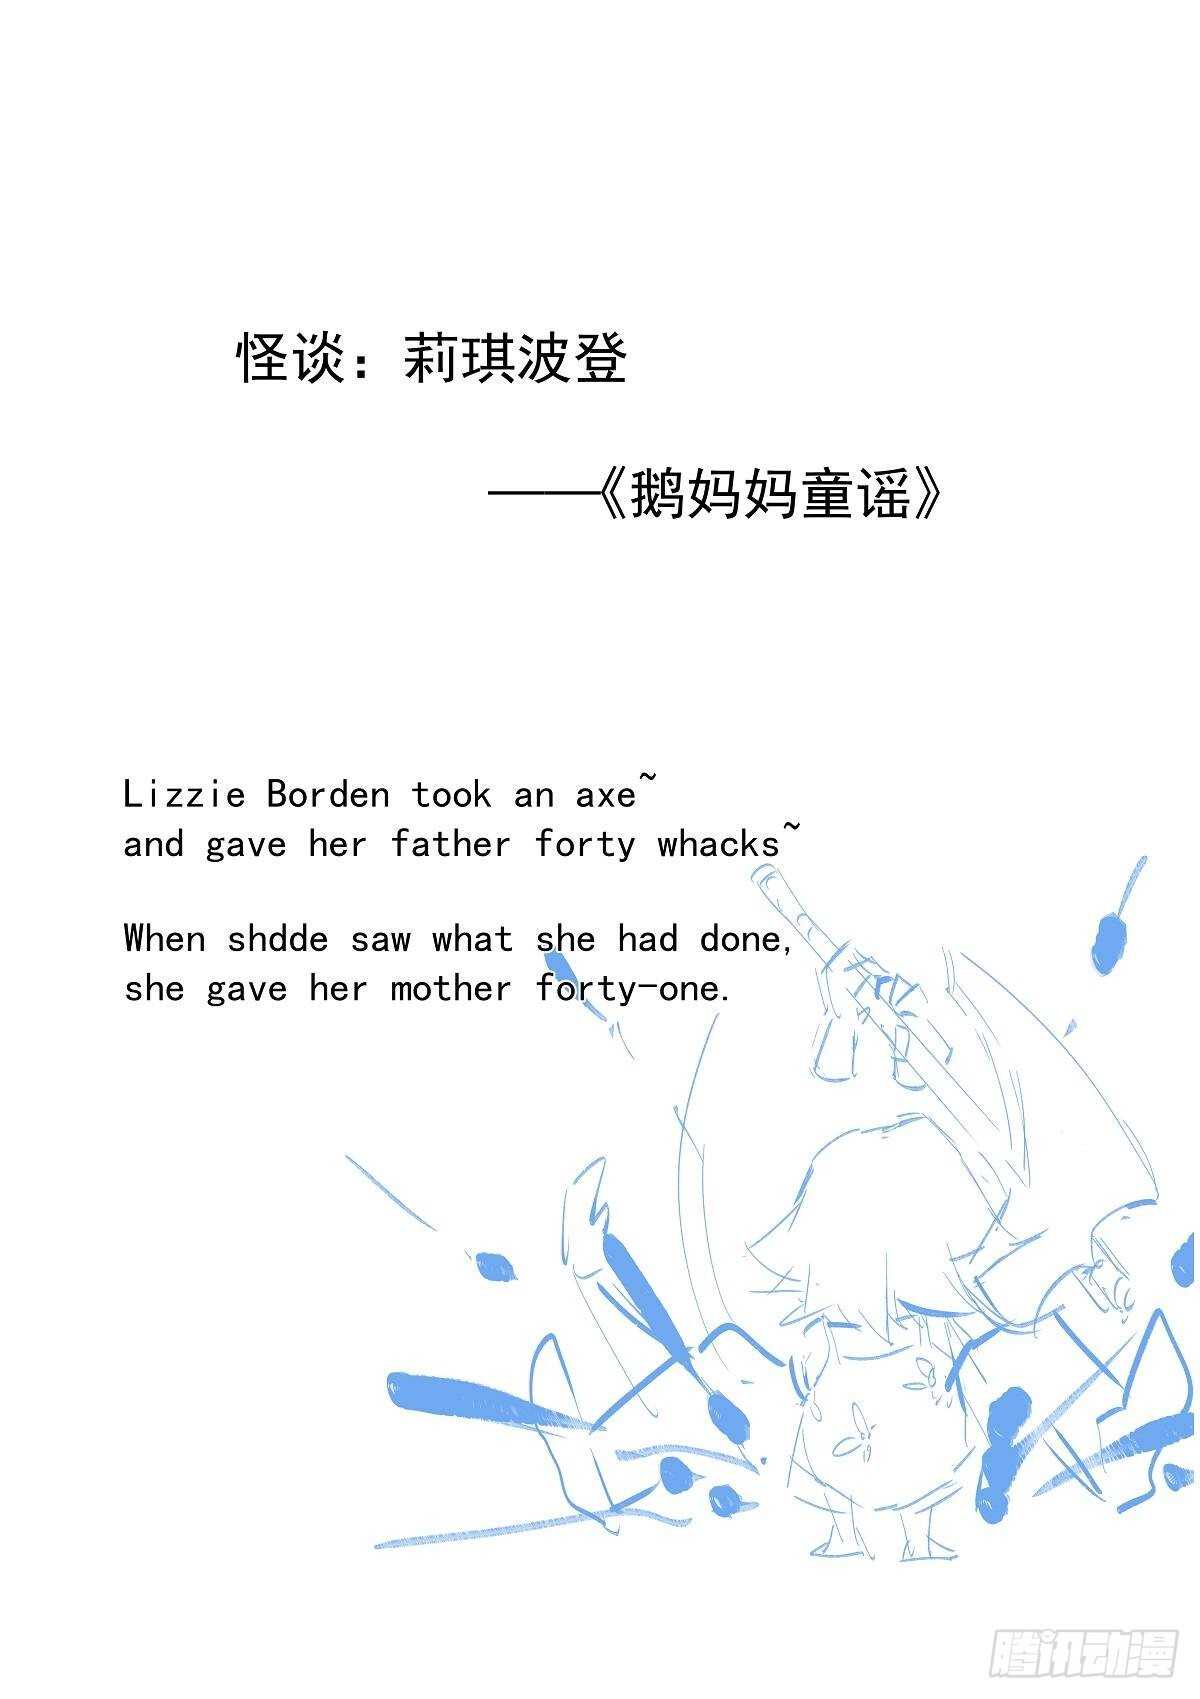 怪谈：莉琪波登
——《鹅妈妈童谣》
Lizzie Borden took an axe~
and gave her father forty whacks~
When shdde saw what she had done,
she gave her mother forty-one.
腾讯动漫